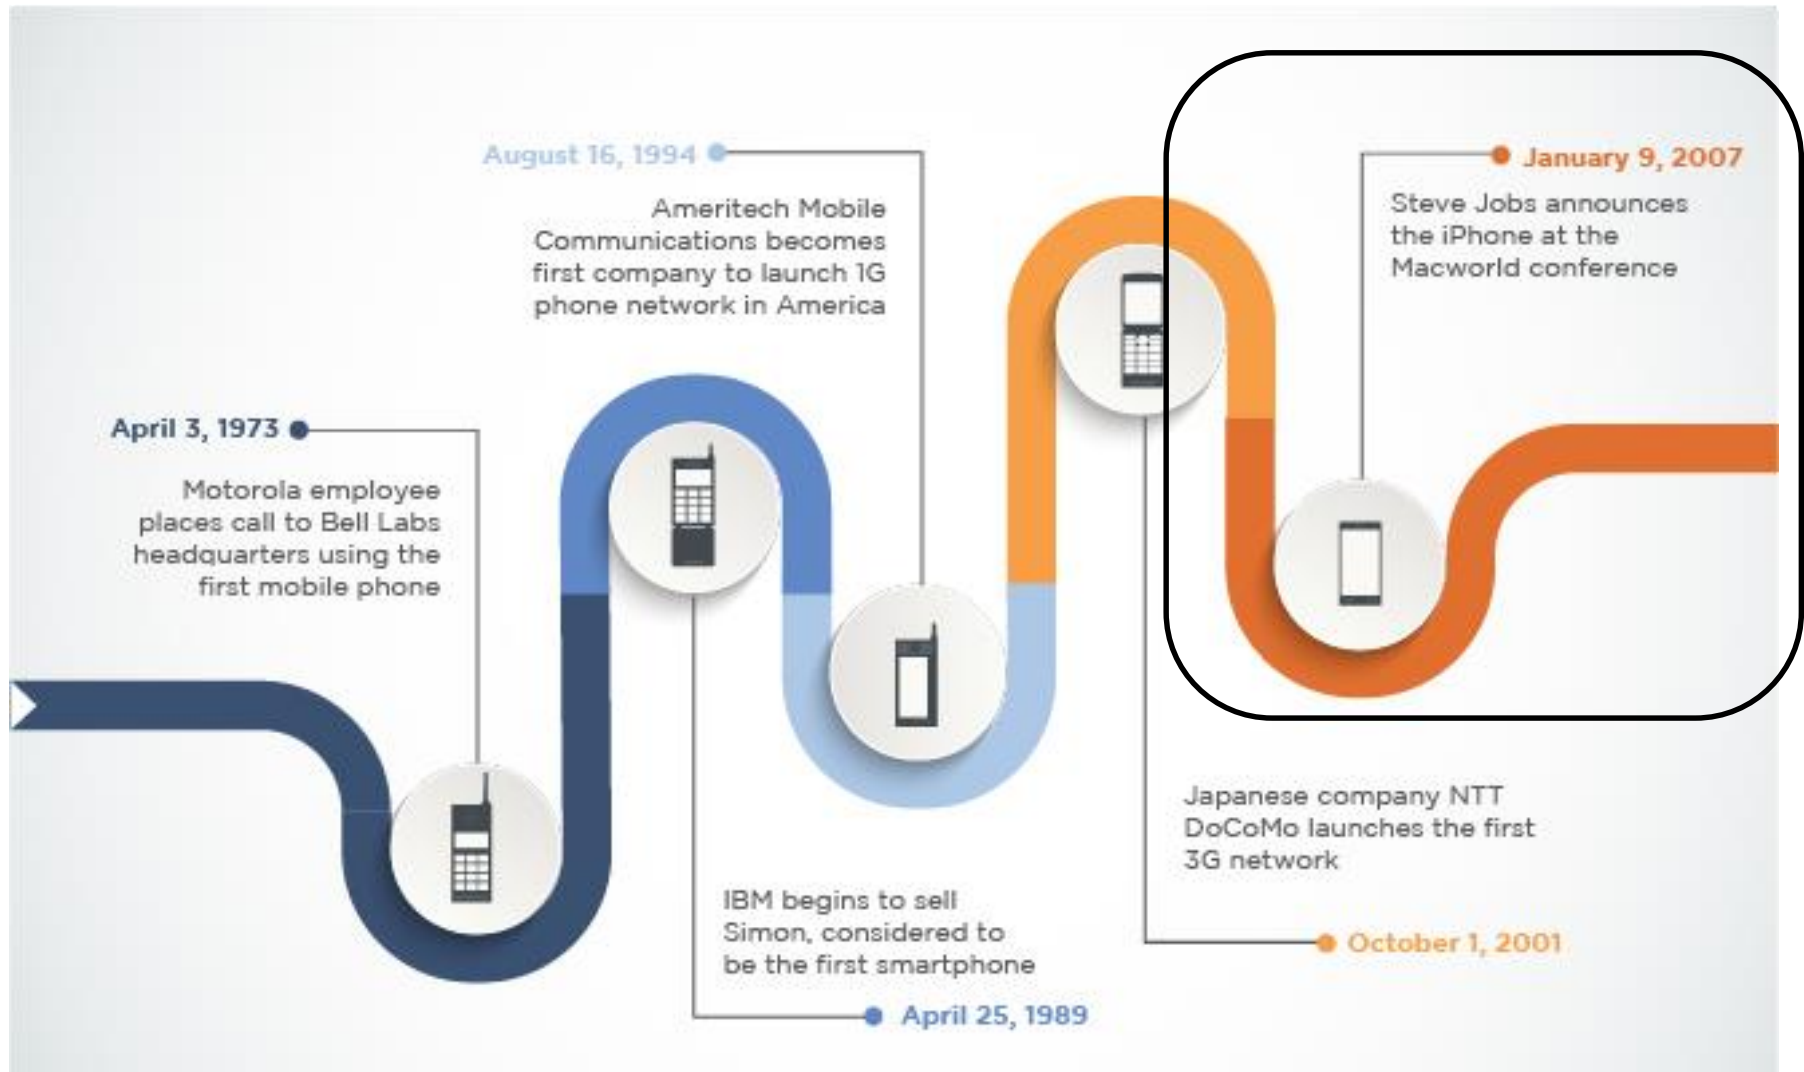 April 3, 1973
Motorola employee
places call to Bell Labs
headquarters using the
first mobile phone
August 16, 1994
Ameritech Mobile
Communications becomes
first company to launch 1G
phone network in America
IBM begins to sell
Simon, considered to
be the first smartphone
April 25, 1989
Japanese company NTT
DoCoMo launches the first
3G network
October 1, 2001
January 9, 2007
Steve Jobs announces
the iPhone at the
Macworld conference